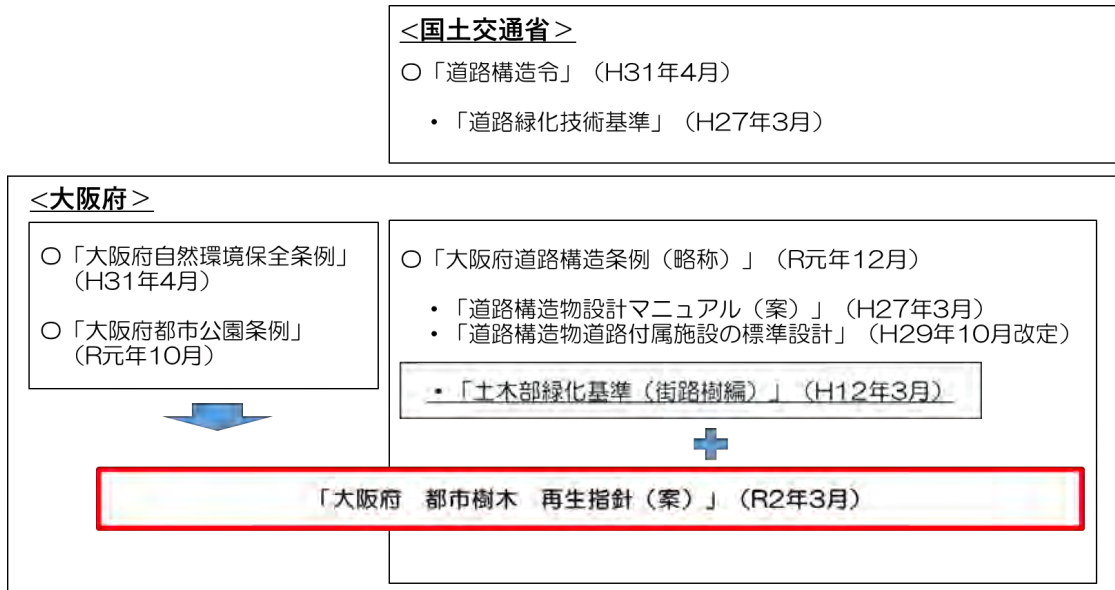 <国土交通省>
〇「道路構造令」（H31年4月）
・「道路緑化技術基準」（H27年3月）
<大阪府>
〇「大阪府自然環境保全条例」
（H31年4月）
〇「大阪府都市公園条例」
（R元年10月）
〇「大阪府道路構造条例（略称）」（R元年12月）
・「道路構造物設計マニュアル（案）」（H27年3月）
・「道路構造物道路付属施設の標準設計」（H29年10月改定）
・「土木部緑化基準（街路樹編）」（H12年3月）
「大阪府　都市樹木　再生指針（案）」（R2年3月）